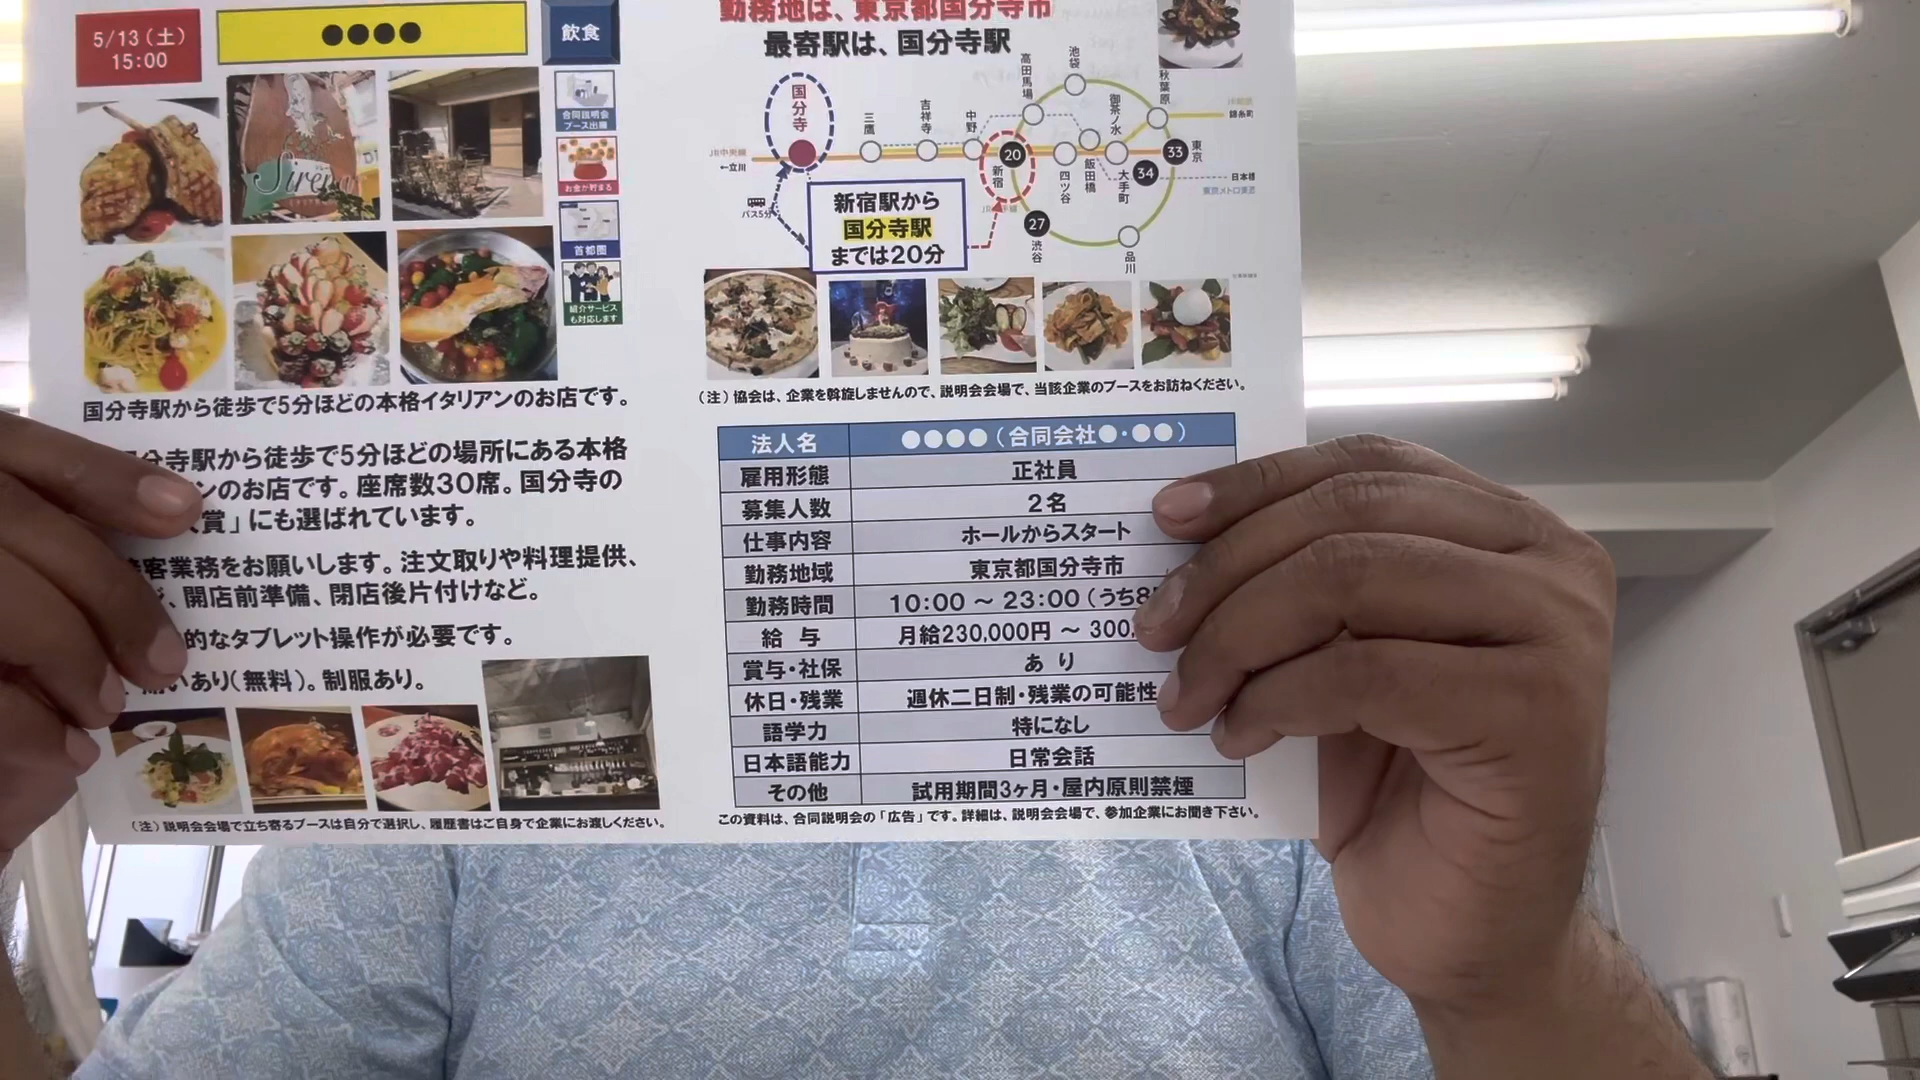 5/13（土）
15:00
●●●●
飲食
合同説明会
ブース出展
お金が貯まる
首都圏
紹介サービス
も対応します
Siren
国分寺駅から徒歩で5分ほどの本格イタリアンのお店です。
分寺駅から徒歩で5分ほどの場所にある本格
ンのお店です。座席数30席。国分寺の
賞」にも選ばれています。
客業務をお願いします。注文取りや料理提供、
、開店前準備、閉店後片付けなど。
的なタブレット操作が必要です。
いあり（無料）。制服あり。
（注）説明会会場で立ち寄るブースは自分で選択し、履歴書はご自身で企業にお渡しください。
勤務地は、東京都国分寺市
最寄駅は、国分寺駅
国分寺
三鷹
吉祥寺
中野
高田馬場
池袋
御茶ノ水
秋葉原
錦糸町
JR中央線
←立川
バス5分
20
新宿
四ツ谷
飯田橋
大手町
33
東京
34
日本橋
東京メトロ東西
27
渋谷
品川
新宿駅から
国分寺駅
までは20分
（注）協会は、企業を斡旋しませんので、説明会会場で、当該企業のブースをお訪ねください。
法人名 ●●●●（合同会社●・●●）
雇用形態 正社員
募集人数 2名
仕事内容 ホールからスタート
勤務地域 東京都国分寺市
勤務時間 10:00 ～ 23:00（うち8
給 与 月給230,000円 ～ 300,
賞与・社保 あ り
休日・残業 週休二日制・残業の可能性
語学力 特になし
日本語能力 日常会話
その他 試用期間3ヶ月・屋内原則禁煙
この資料は、合同説明会の「広告」です。詳細は、説明会会場で、参加企業にお聞き下さい。